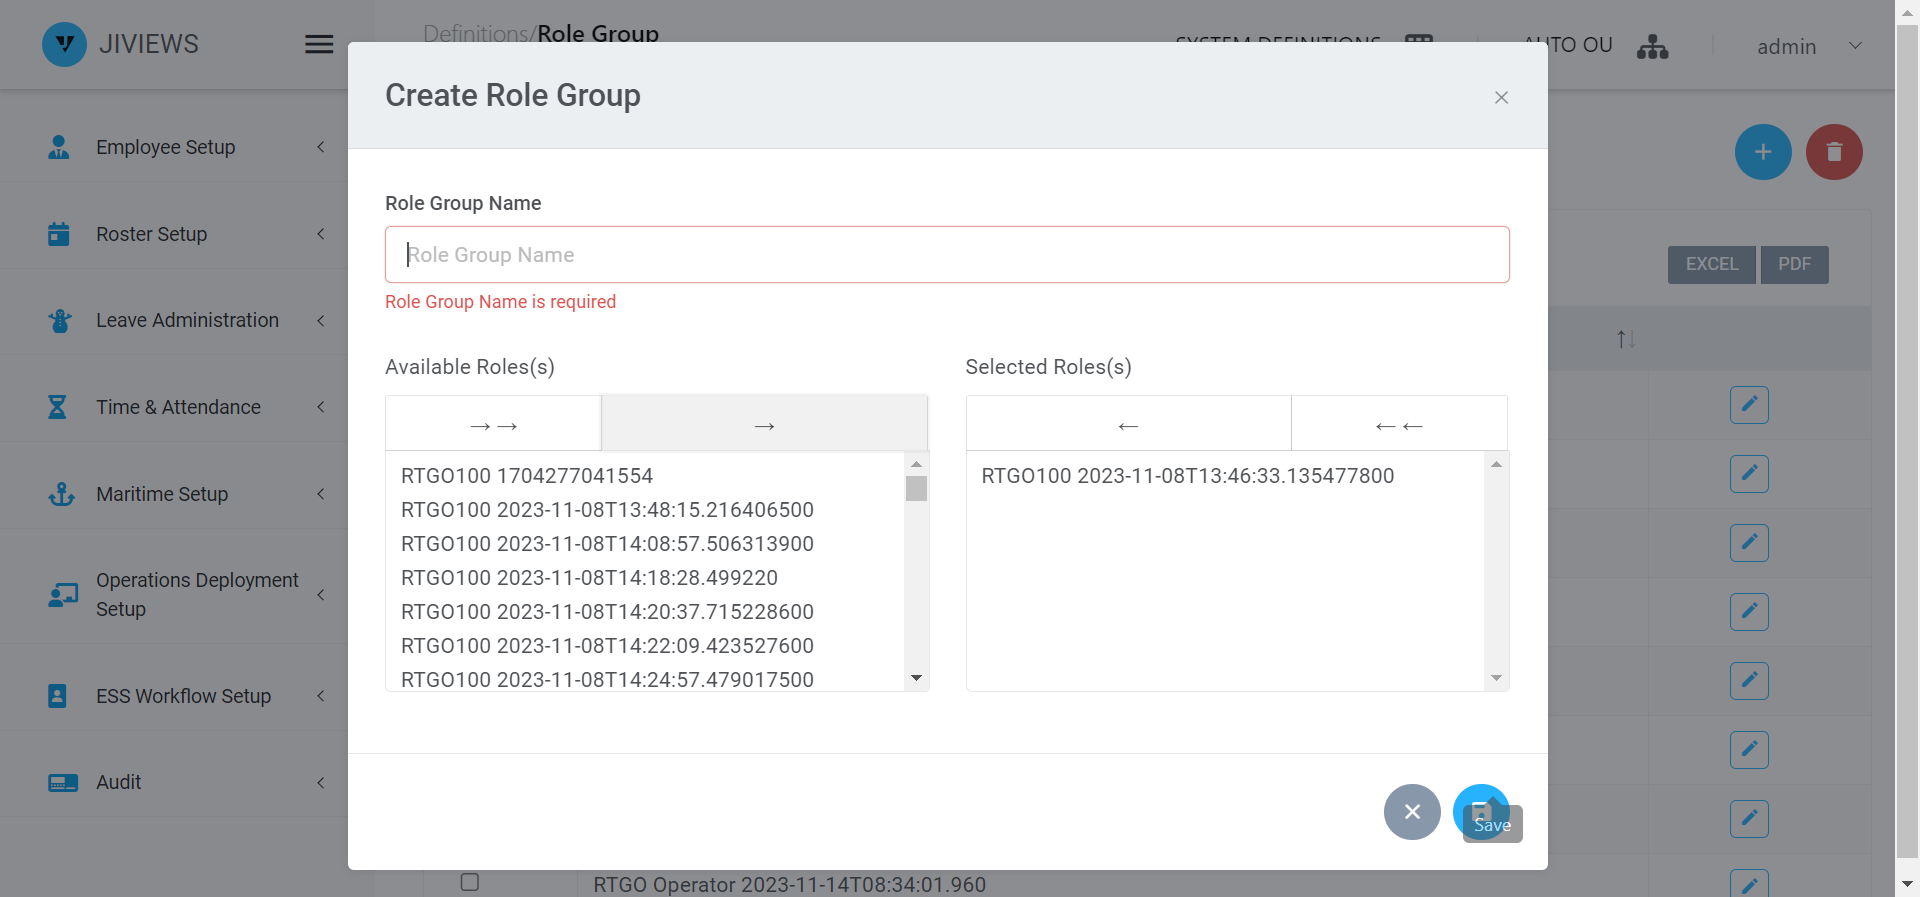 JIVIEWS
Definitions/Role Group
SYSTEM DEFINITIONS
AUTO OU
admin
Create Role Group
Employee Setup
Roster Setup
Leave Administration
Time & Attendance
Maritime Setup
Operations Deployment
Setup
ESS Workflow Setup
Audit
Role Group Name
Role Group Name
Role Group Name is required
EXCEL
PDF
Available Roles(s)
Selected Roles(s)
RTGO100 1704277041554
RTGO100 2023-11-08T13:48:15.216406500
RTGO100 2023-11-08T14:08:57.506313900
RTGO100 2023-11-08T14:18:28.499220
RTGO100 2023-11-08T14:20:37.715228600
RTGO100 2023-11-08T14:22:09.423527600
RTGO100 2023-11-08T14:24:57.479017500
RTGO100 2023-11-08T13:46:33.135477800
Save
RTGO Operator 2023-11-14T08:34:01.960